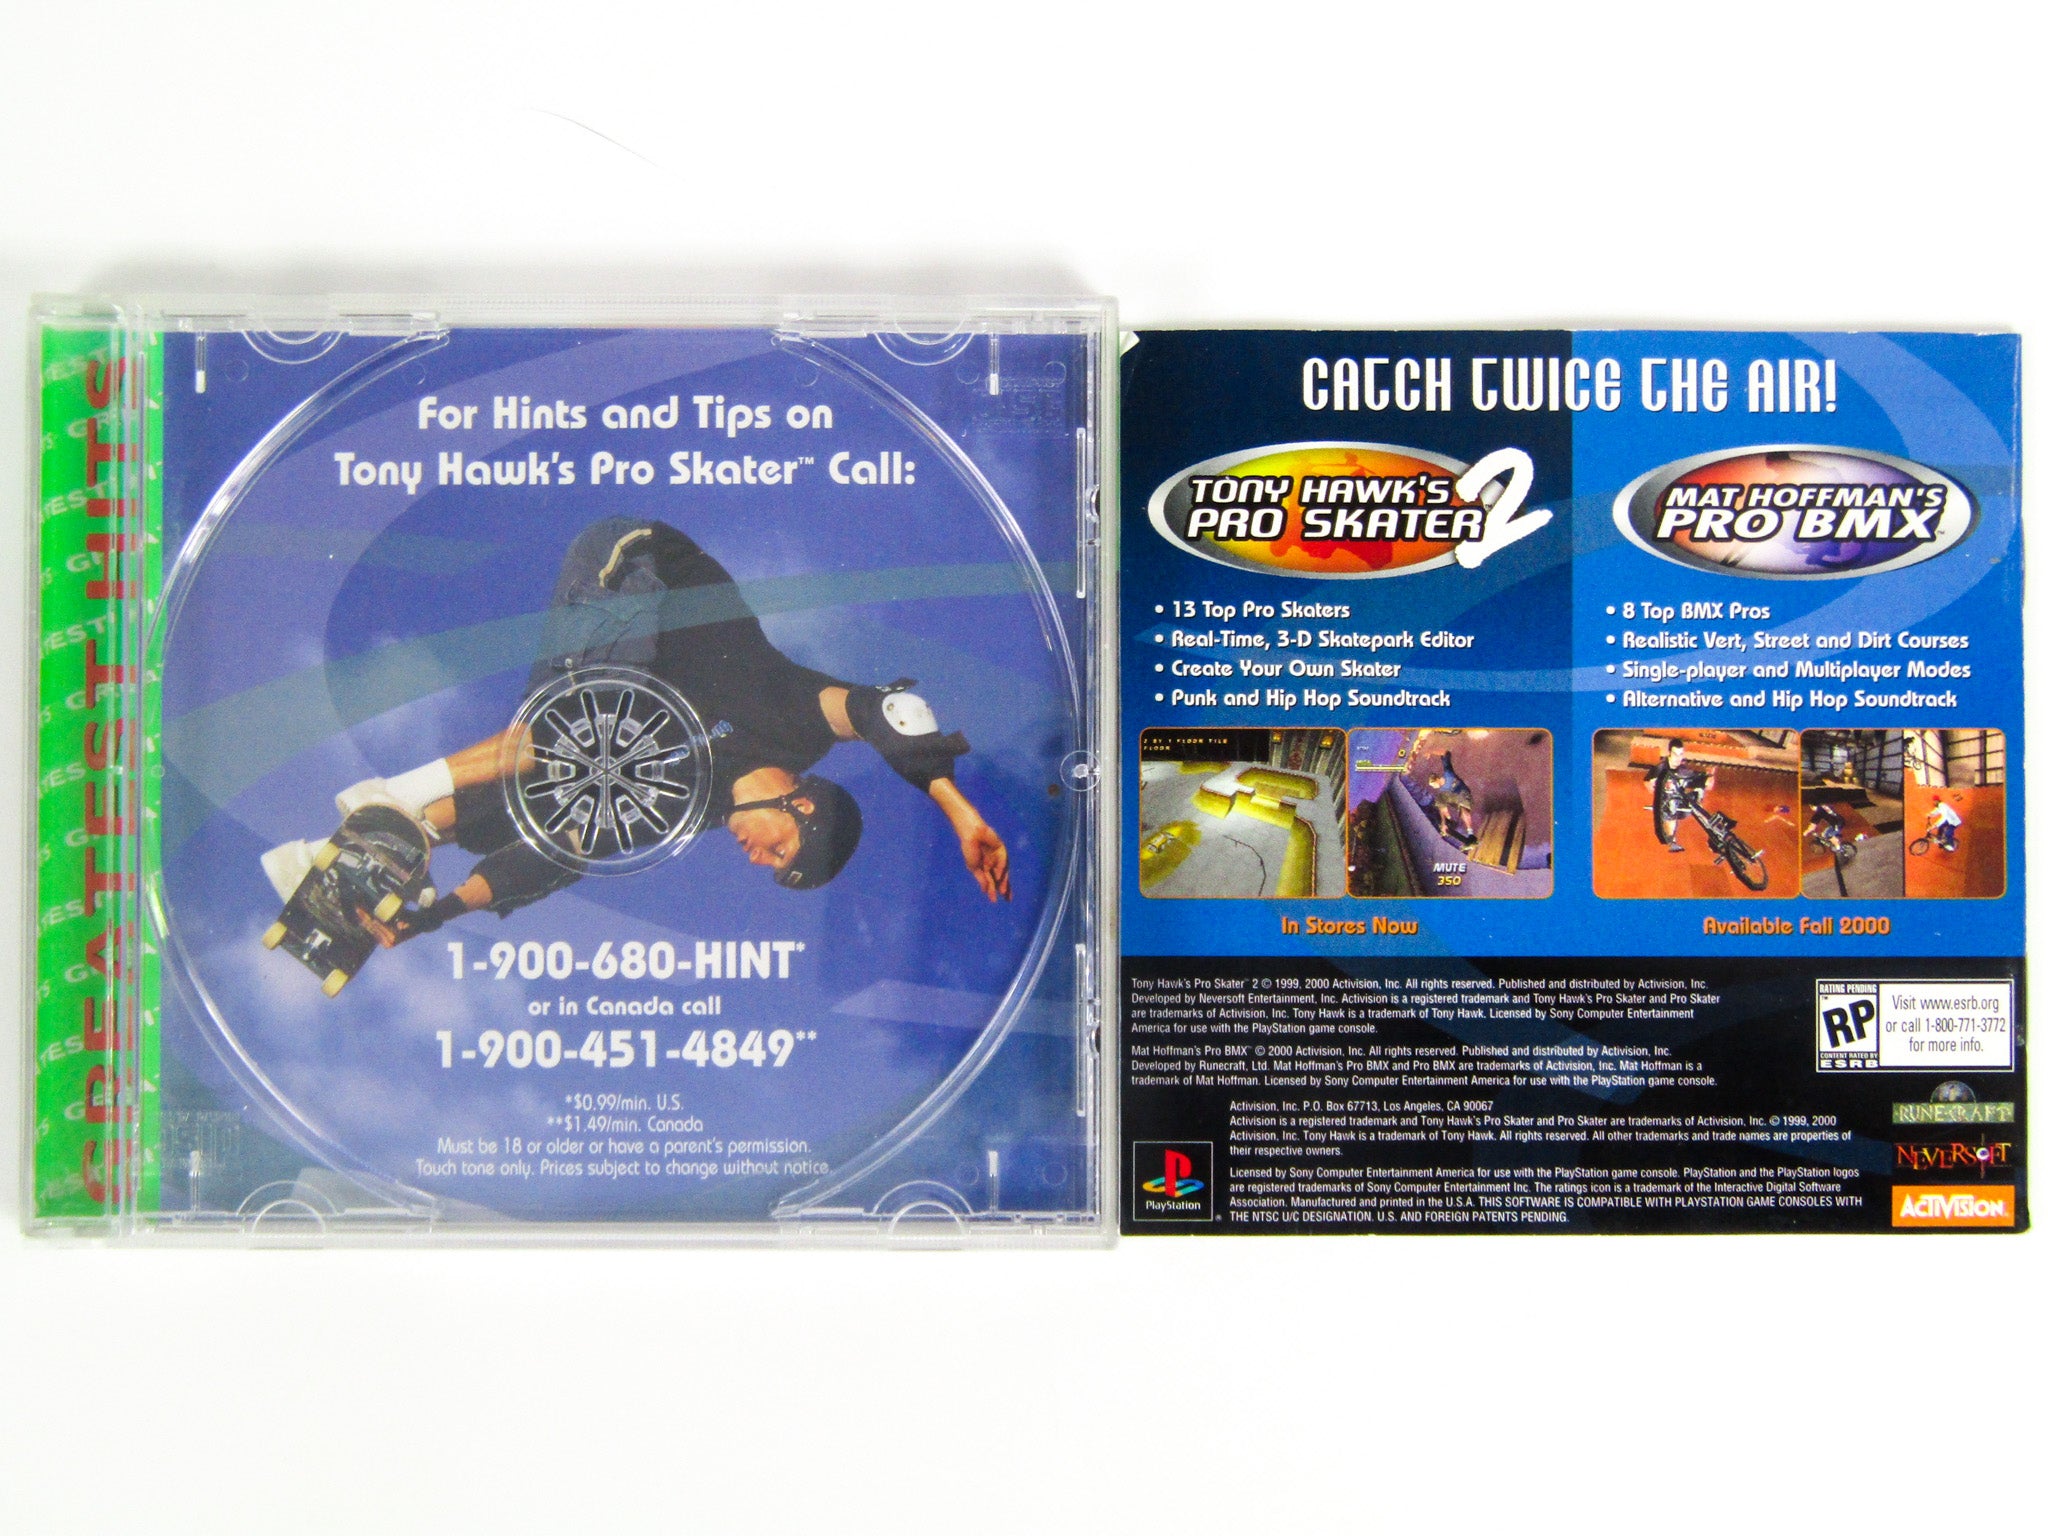 GREATEST HITS
For Hints and Tips on
Tony Hawk's Pro Skater™ Call:
1-900-680-HINT*
or in Canada call
1-900-451-4849**
*$0.99/min. U.S.
**$1.49/min. Canada
Must be 18 or older or have a parent's permission.
Touch tone only. Prices subject to change without notice.
CATCH TWICE THE AIR!
TONY HAWK'S
PRO SKATER™ 2
• 13 Top Pro Skaters
• Real-Time, 3-D Skatepark Editor
• Create Your Own Skater
• Punk and Hip Hop Soundtrack
2 BY 1 FLOOR TILE
FLOOR
MUTE
350
In Stores Now
MAT HOFFMAN'S
PRO BMX™
• 8 Top BMX Pros
• Realistic Vert, Street and Dirt Courses
• Single-player and Multiplayer Modes
• Alternative and Hip Hop Soundtrack
Available Fall 2000
Tony Hawk's Pro Skater™ 2 © 1999, 2000 Activision, Inc. All rights reserved. Published and distributed by Activision, Inc.
Developed by Neversoft Entertainment, Inc. Activision is a registered trademark and Tony Hawk's Pro Skater and Pro Skater
are trademarks of Activision, Inc. Tony Hawk is a trademark of Tony Hawk. Licensed by Sony Computer Entertainment
America for use with the PlayStation game console.
Mat Hoffman's Pro BMX™ © 2000 Activision, Inc. All rights reserved. Published and distributed by Activision, Inc.
Developed by Runecraft, Ltd. Mat Hoffman's Pro BMX and Pro BMX are trademarks of Activision, Inc. Mat Hoffman is a
trademark of Mat Hoffman. Licensed by Sony Computer Entertainment America for use with the PlayStation game console.
RATING PENDING
RP
CONTENT RATED BY
ESRB
Visit www.esrb.org
or call 1-800-771-3772
for more info.
Activision, Inc. P.O. Box 67713, Los Angeles, CA 90067
Activision is a registered trademark and Tony Hawk's Pro Skater and Pro Skater are trademarks of Activision, Inc. © 1999, 2000
Activision, Inc. Tony Hawk is a trademark of Tony Hawk. All rights reserved. All other trademarks and trade names are properties of
their respective owners.
Licensed by Sony Computer Entertainment America for use with the PlayStation game console. PlayStation and the PlayStation logos
are registered trademarks of Sony Computer Entertainment Inc. The ratings icon is a trademark of the Interactive Digital Software
Association. Manufactured and printed in the U.S.A. THIS SOFTWARE IS COMPATIBLE WITH PLAYSTATION GAME CONSOLES WITH
THE NTSC U/C DESIGNATION. U.S. AND FOREIGN PATENTS PENDING.
PlayStation
®
RUNECRAFT
NEVERSOFT
ACTIVISION